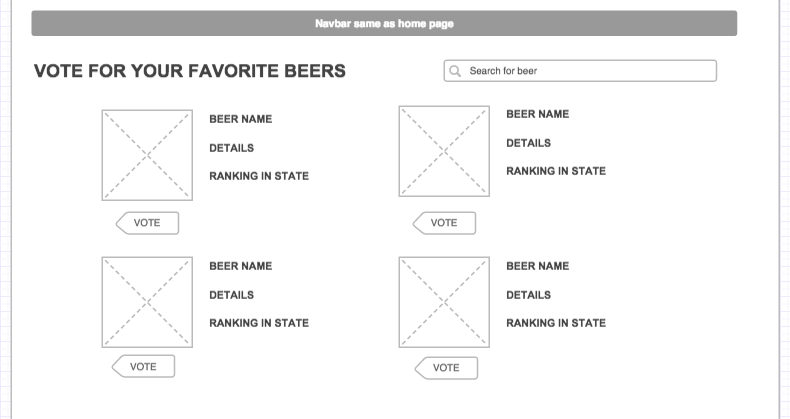 Navbar same as home page
VOTE FOR YOUR FAVORITE BEERS
Search for beer
BEER NAME
DETAILS
RANKING IN STATE
VOTE
BEER NAME
DETAILS
RANKING IN STATE
VOTE
BEER NAME
DETAILS
RANKING IN STATE
VOTE
BEER NAME
DETAILS
RANKING IN STATE
VOTE